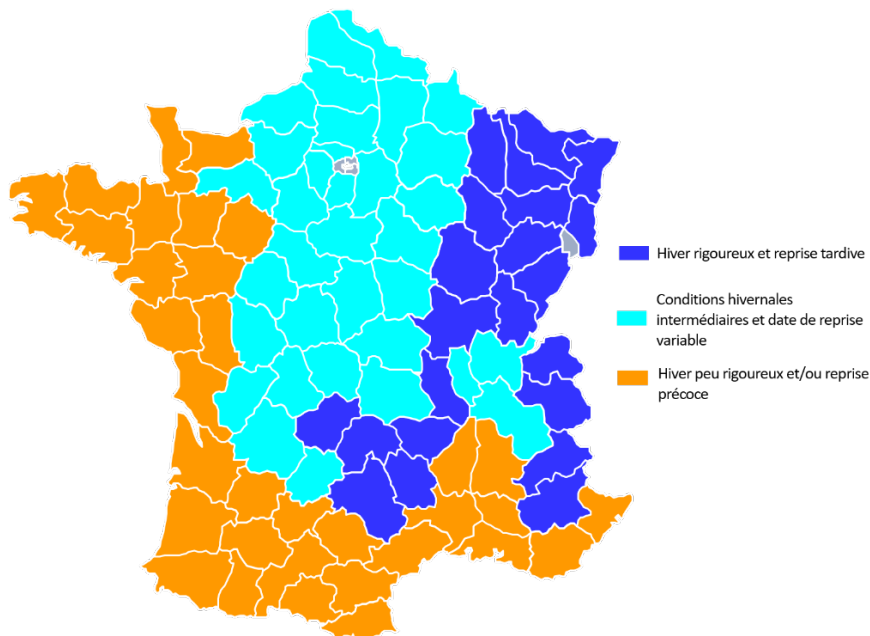 Hiver rigoureux et reprise tardive
Conditions hivernales
intermédiaires et date de reprise
variable
Hiver peu rigoureux et/ou reprise
précoce